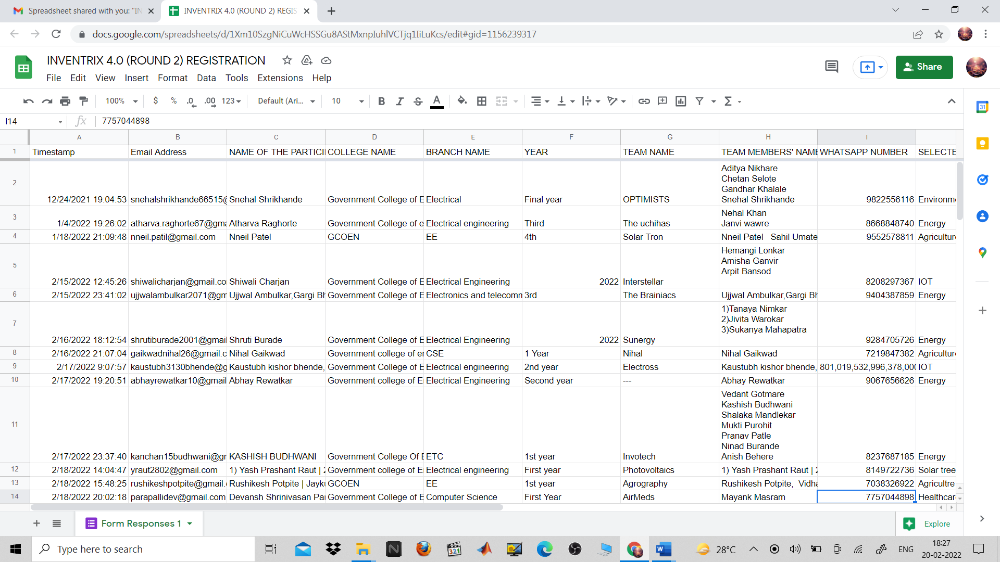 Spreadsheet shared with you: "IN
INVENTRIX 4.0 (ROUND 2) REGIS
docs.google.com/spreadsheets/d/1Xm10SzgNiCuWcHSSGu8AStMxnpIuhlVCTjq1IiLuKcs/edit#gid=1156239317
INVENTRIX 4.0 (ROUND 2) REGISTRATION
File Edit View Insert Format Data Tools Extensions Help
Share
100% $ % .0 .00 123 Default (Ari... 10 B I S A Σ
I14 fx 7757044898
A B C D E F G H I
1 Timestamp Email Address NAME OF THE PARTICI COLLEGE NAME BRANCH NAME YEAR TEAM NAME TEAM MEMBERS' NAME WHATSAPP NUMBER SELECTE
Aditya Nikhare
Chetan Selote
Gandhar Khalale
2 12/24/2021 19:04:53 snehalshrikhande66515@ Snehal Shrikhande Government College of E Electrical Final year OPTIMISTS Snehal Shrikhande 9822556116 Environm
Nehal Khan
3 1/4/2022 19:26:02 atharva.raghorte67@gma Atharva Raghorte Government College of e Electrical engineering Third The uchihas Janvi wawre 8668848740 Energy
4 1/18/2022 21:09:48 nneil.patil@gmail.com Nneil Patel GCOEN EE 4th Solar Tron Nneil Patel Sahil Umate 9552578811 Agricultur
Hemangi Lonkar
Amisha Ganvir
Arpit Bansod
5 2/15/2022 12:45:26 shiwalicharjan@gmail.co Shiwali Charjan Government College of E Electrical Engineering 2022 Interstellar 8208297367 IOT
6 2/15/2022 23:41:02 ujjwalambulkar2071@gm Ujjwal Ambulkar,Gargi Bh Government College of E Electronics and telecomm 3rd The Brainiacs Ujjwal Ambulkar,Gargi Bh 9404387859 Energy
1)Tanaya Nimkar
2)Jivita Warokar
3)Sukanya Mahapatra
7 2/16/2022 18:12:54 shrutiburade2001@gmail Shruti Burade Government College of E Electrical Engineering 2022 Sunergy 9284705726 Energy
8 2/16/2022 21:07:04 gaikwadnihal26@gmail.c Nihal Gaikwad Government college of en CSE 1 Year Nihal Nihal Gaikwad 7219847382 Agricultur
9 2/17/2022 9:07:57 kaustubh3130bhende@g Kaustubh kishor bhende, Government College of E Electrical engineering 2nd year Electross Kaustubh kishor bhende, 801,019,532,996,378,000 IOT
10 2/17/2022 19:20:51 abhayrewatkar10@gmail Abhay Rewatkar Government college of E Electrical Engineering Second year --- Abhay Rewatkar 9067656626 Energy
Vedant Gotmare
Kashish Budhwani
Shalaka Mandlekar
Mukti Purohit
Pranav Patle
Ninad Burande
11 2/17/2022 23:37:40 kanchan15budhwani@gr KASHISH BUDHWANI Government College Of E ETC 1st year Invotech Anish Behere 8237687185 Energy
12 2/18/2022 14:04:47 yraut2802@gmail.com 1) Yash Prashant Raut | 2 Government college of E Electrical engineering First year Photovoltaics 1) Yash Prashant Raut | 2 8149722736 Solar tree
13 2/18/2022 15:48:25 rushikeshpotpite@gmail. Rushikesh Potpite | Jayku GCOEN EE 1st year Agrography Rushikesh Potpite, Vidha 7038326922 Agricultre
14 2/18/2022 20:02:18 parapallidev@gmail.com Devansh Shrinivasan Pa Government College of E Computer Science First Year AirMeds Mayank Masram 7757044898 Healthcar
Form Responses 1
Explore
Type here to search
28°C
ENG
18:27
20-02-2022